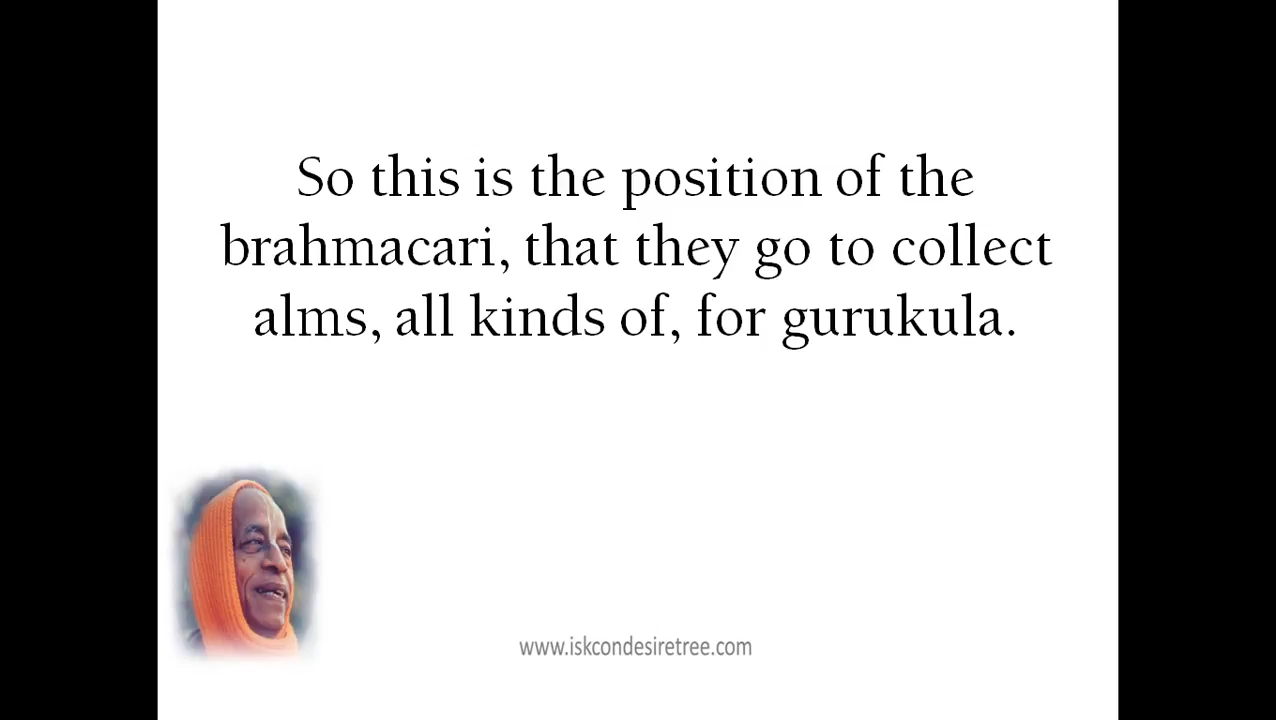 So this is the position of the
brahmacari, that they go to collect
alms, all kinds of, for gurukula.
www.iskcondesiretree.com